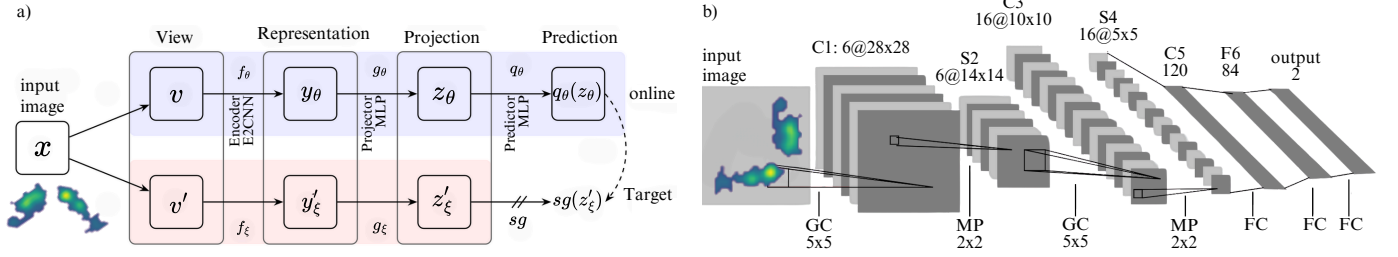 a)
View
Representation
Projection
Prediction
input
image
x
v
f_θ
y_θ
g_θ
z_θ
q_θ
q_θ(z_θ)
online
Encoder
E2CNN
Projector
MLP
Predictor
MLP
v′
f_ξ
y′_ξ
g_ξ
z′_ξ
sg
sg(z′_ξ)
Target
b)
input
image
C1: 6@28x28
S2
6@14x14
C3
16@10x10
S4
16@5x5
C5
120
F6
84
output
2
GC
5x5
MP
2x2
GC
5x5
MP
2x2
FC
FC
FC